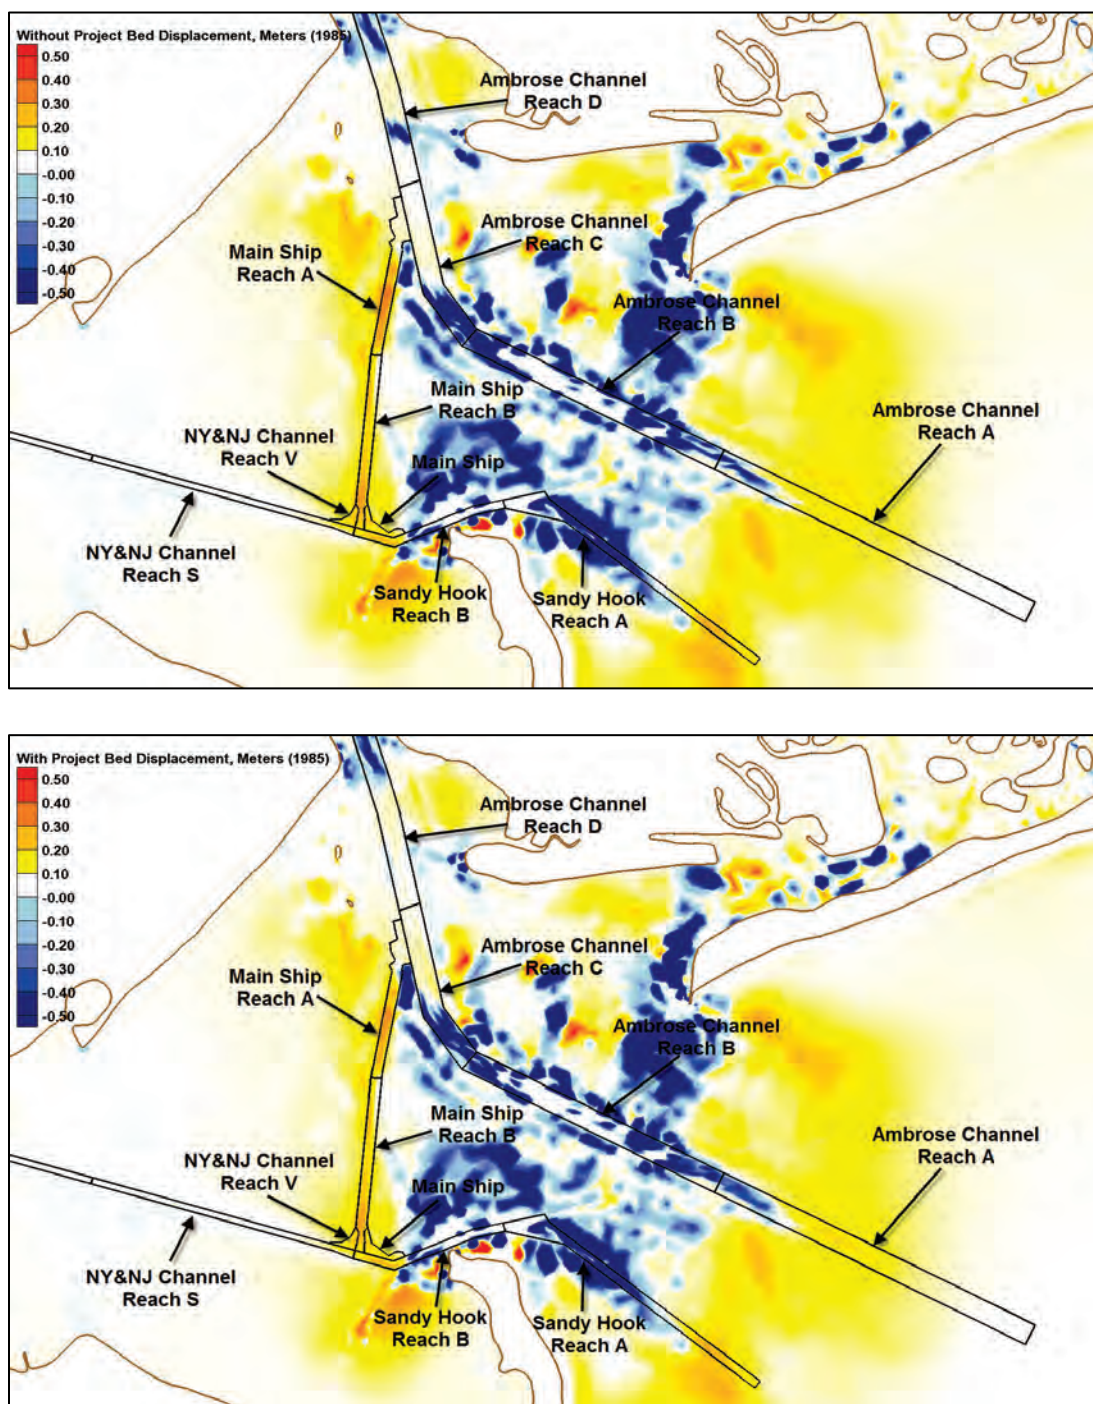 Without Project Bed Displacement, Meters (1985)
0.50
0.40
0.30
0.20
0.10
-0.00
-0.10
-0.20
-0.30
-0.40
-0.50
Ambrose Channel
Reach D
Ambrose Channel
Reach C
Main Ship
Reach A
Ambrose Channel
Reach B
Main Ship
Reach B
Ambrose Channel
Reach A
NY&NJ Channel
Reach V
Main Ship
NY&NJ Channel
Reach S
Sandy Hook
Reach B
Sandy Hook
Reach A
With Project Bed Displacement, Meters (1985)
0.50
0.40
0.30
0.20
0.10
-0.00
-0.10
-0.20
-0.30
-0.40
-0.50
Ambrose Channel
Reach D
Ambrose Channel
Reach C
Main Ship
Reach A
Ambrose Channel
Reach B
Main Ship
Reach B
Ambrose Channel
Reach A
NY&NJ Channel
Reach V
Main Ship
NY&NJ Channel
Reach S
Sandy Hook
Reach B
Sandy Hook
Reach A